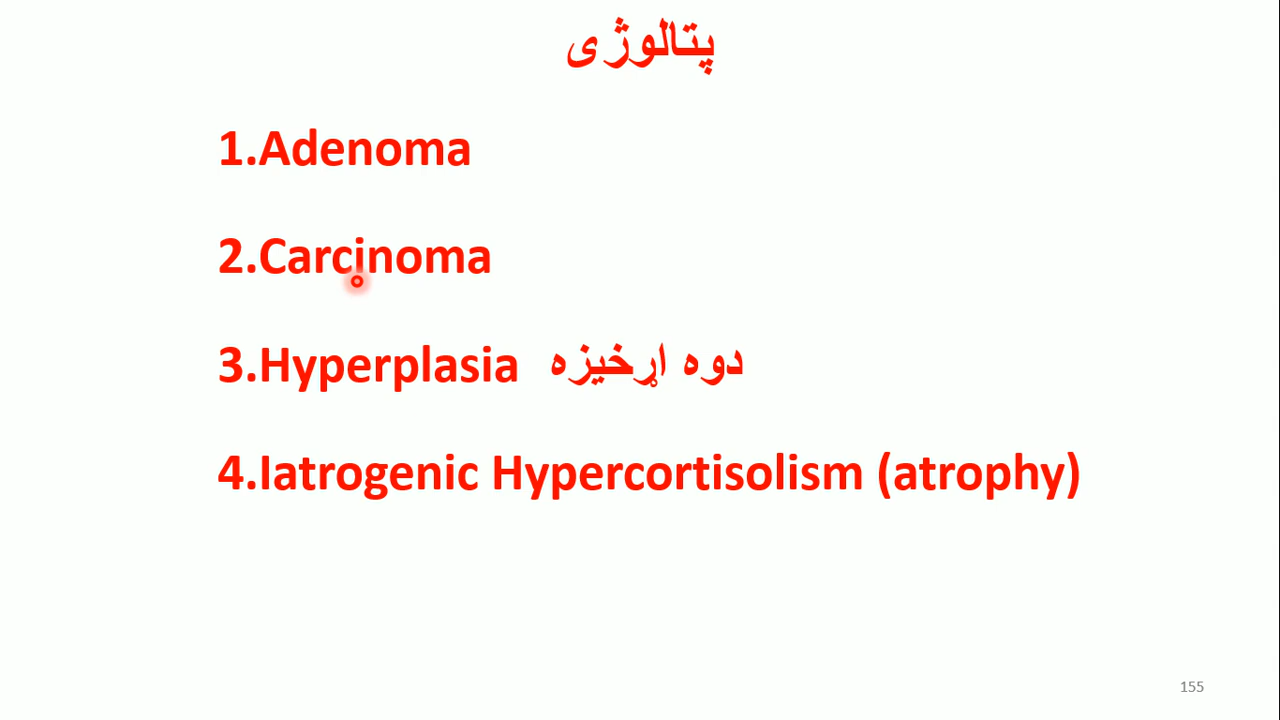 پتالوژی
1.Adenoma
2.Carcinoma
3.Hyperplasia دوه اړخیزه
4.Iatrogenic Hypercortisolism (atrophy)
155